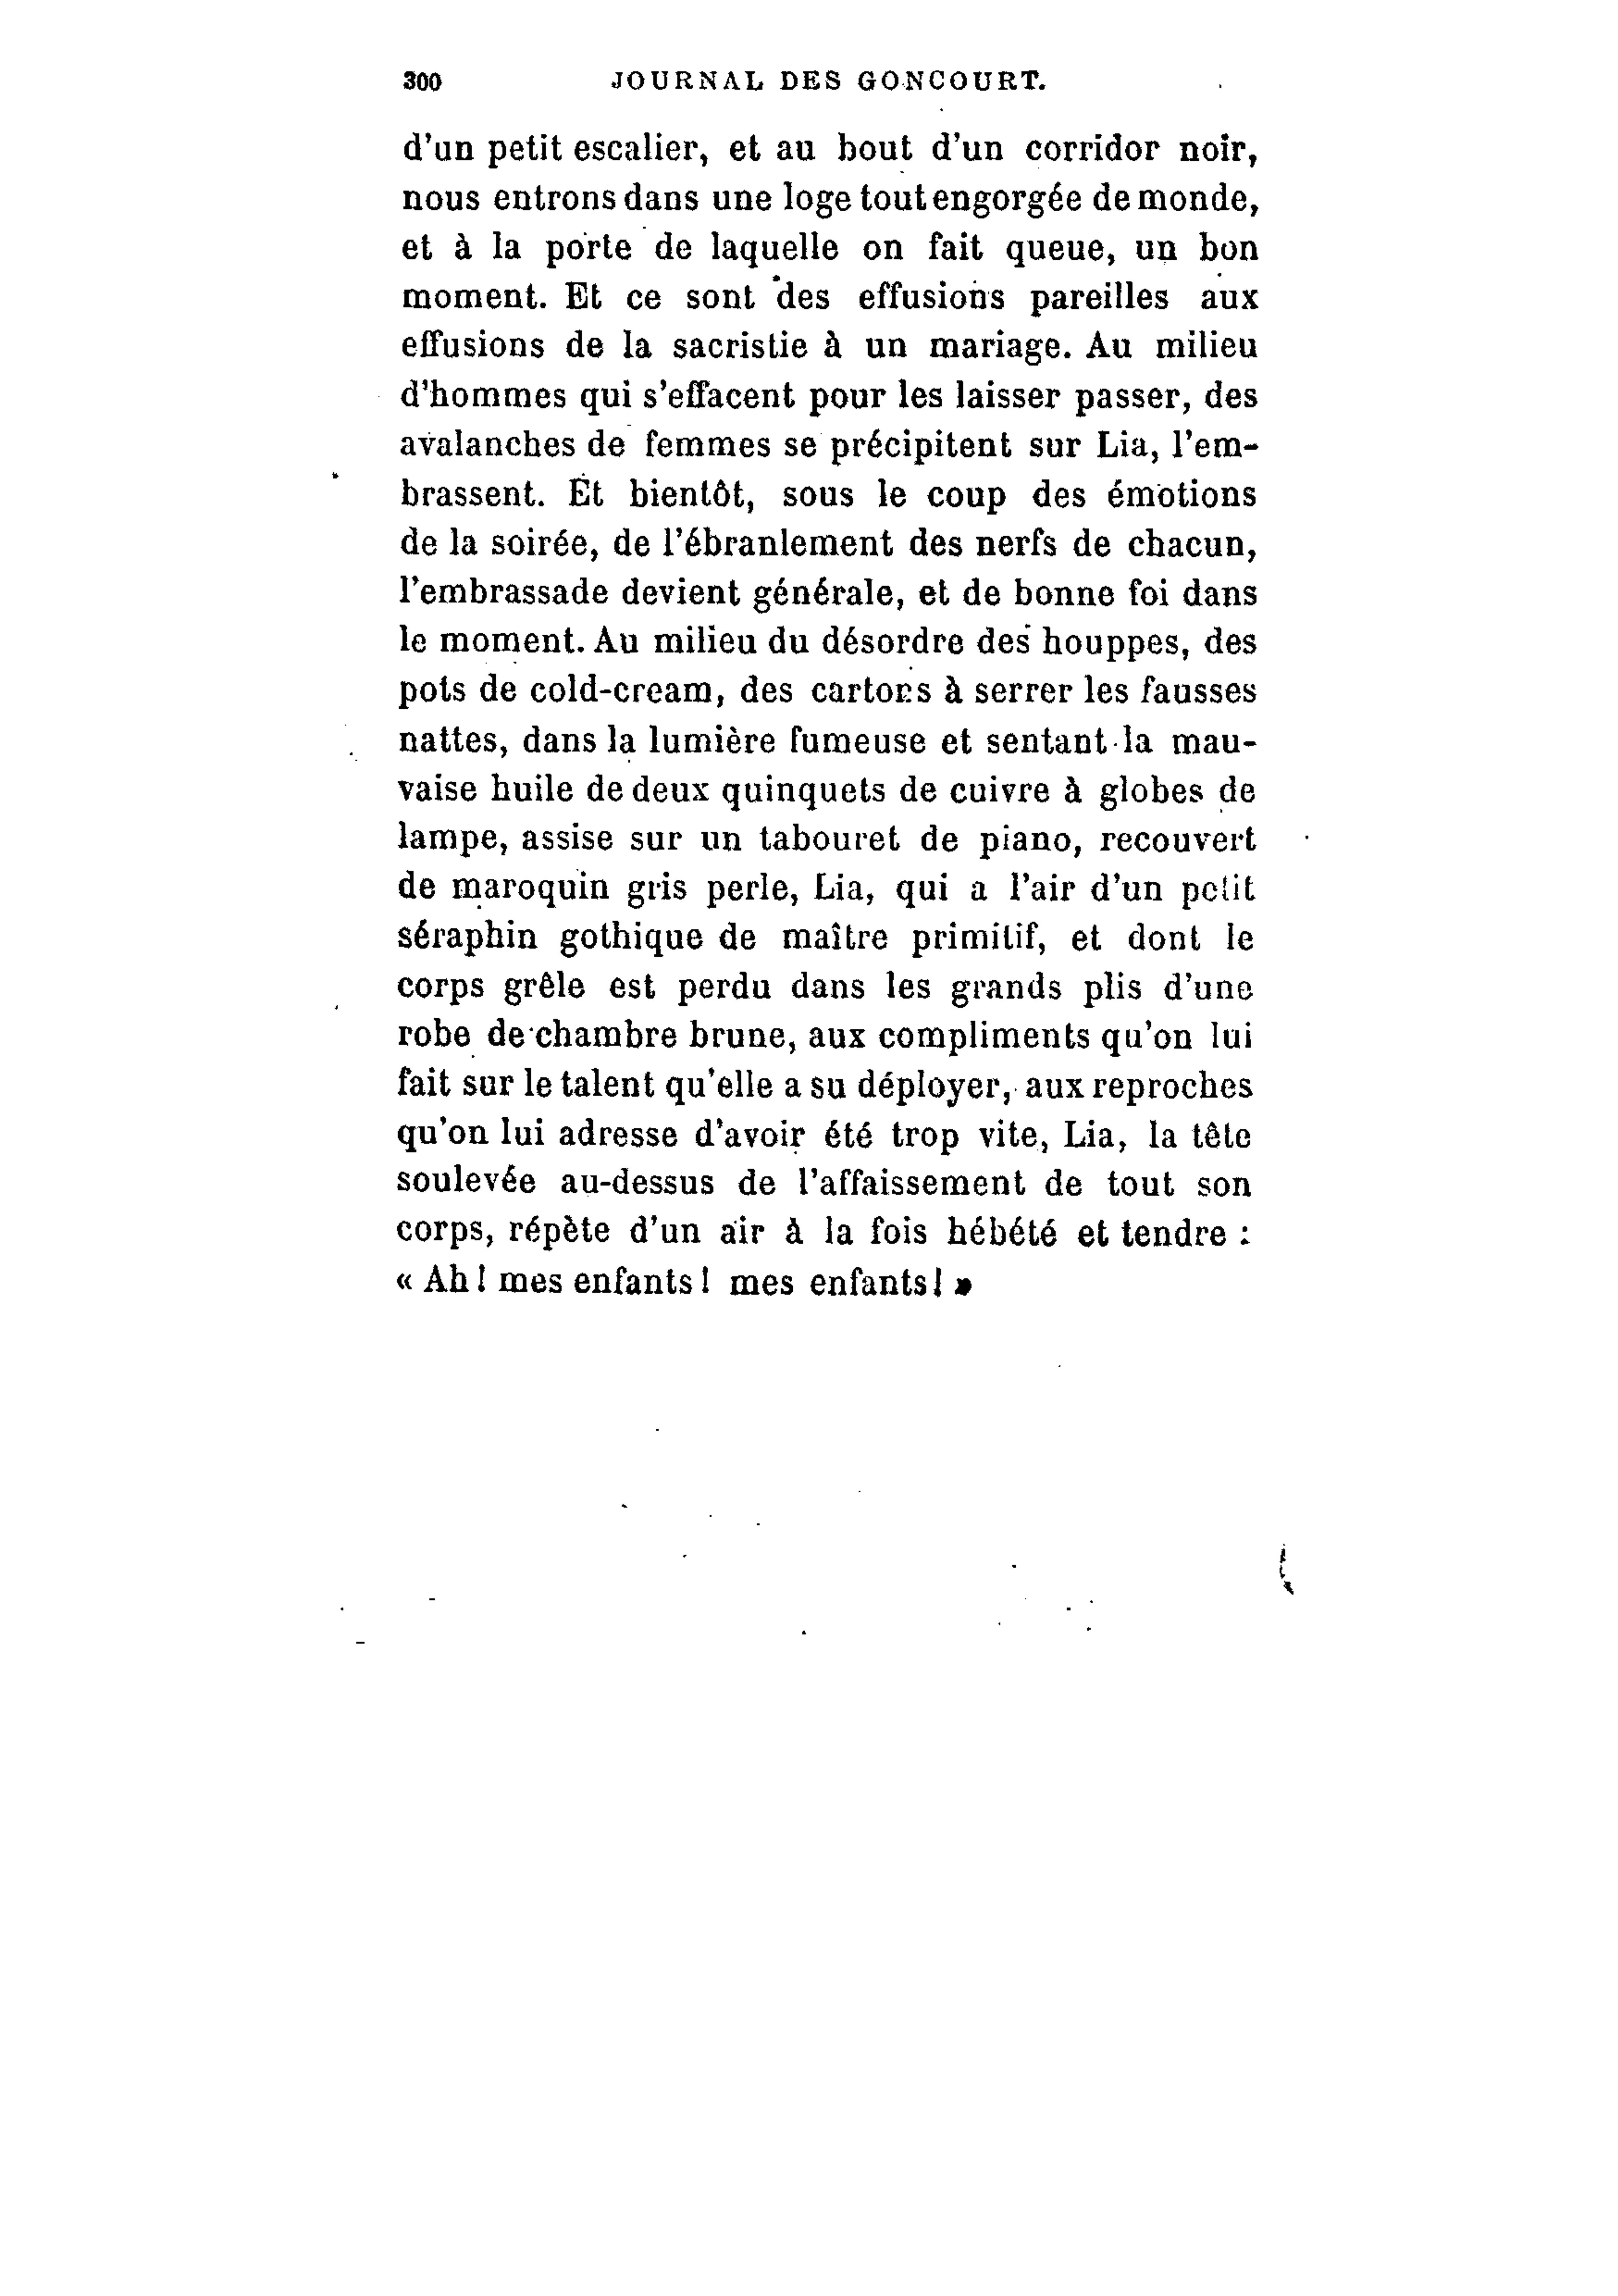 300 JOURNAL DES GONCOURT.
d'un petit escalier, et au bout d'un corridor noir,
nous entrons dans une loge tout engorgée de monde,
et à la porte de laquelle on fait queue, un bon
moment. Et ce sont des effusions pareilles aux
effusions de la sacristie à un mariage. Au milieu
d'hommes qui s'effacent pour les laisser passer, des
avalanches de femmes se précipitent sur Lia, l'em-
brassent. Et bientôt, sous le coup des émotions
de la soirée, de l'ébranlement des nerfs de chacun,
l'embrassade devient générale, et de bonne foi dans
le moment. Au milieu du désordre des houppes, des
pots de cold-cream, des cartons à serrer les fausses
nattes, dans la lumière fumeuse et sentant la mau-
vaise huile de deux quinquets de cuivre à globes de
lampe, assise sur un tabouret de piano, recouvert
de maroquin gris perle, Lia, qui a l'air d'un petit
séraphin gothique de maître primitif, et dont le
corps grêle est perdu dans les grands plis d'une
robe de chambre brune, aux compliments qu'on lui
fait sur le talent qu'elle a su déployer, aux reproches
qu'on lui adresse d'avoir été trop vite, Lia, la tête
soulevée au-dessus de l'affaissement de tout son
corps, répète d'un air à la fois hébété et tendre :
« Ah ! mes enfants ! mes enfants ! »